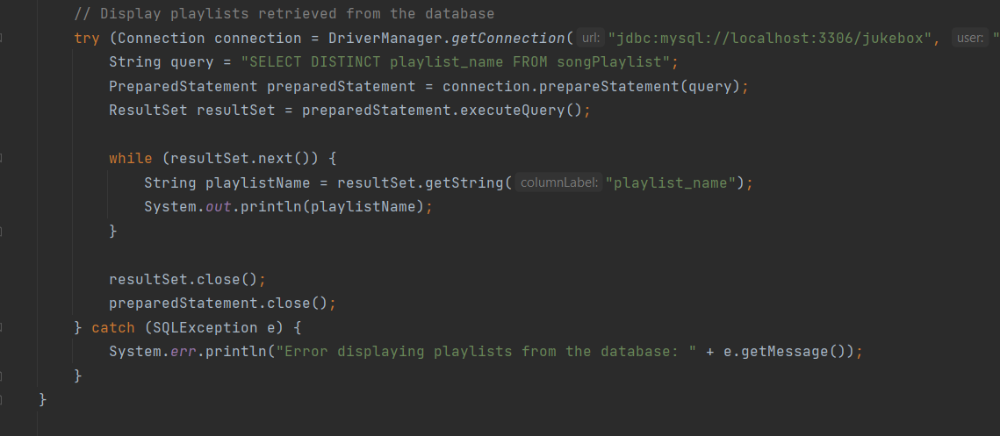 // Display playlists retrieved from the database
try (Connection connection = DriverManager.getConnection( url: "jdbc:mysql://localhost:3306/jukebox", user: "
String query = "SELECT DISTINCT playlist_name FROM songPlaylist";
PreparedStatement preparedStatement = connection.prepareStatement(query);
ResultSet resultSet = preparedStatement.executeQuery();
while (resultSet.next()) {
String playlistName = resultSet.getString( columnLabel: "playlist_name");
System.out.println(playlistName);
}
resultSet.close();
preparedStatement.close();
} catch (SQLException e) {
System.err.println("Error displaying playlists from the database: " + e.getMessage());
}
}